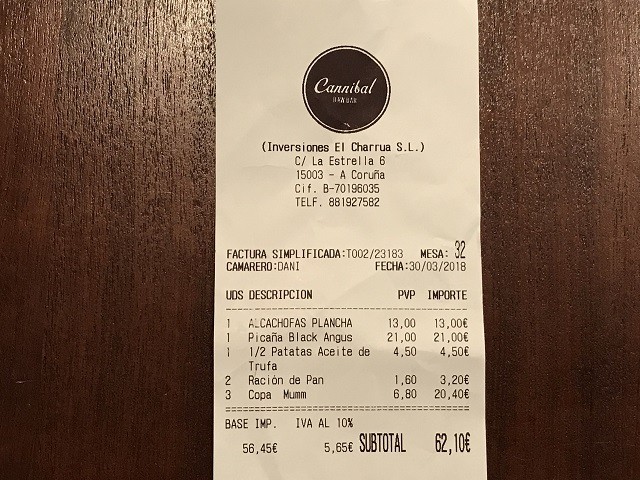 Cannibal
RAW BAR
(Inversiones El Charrua S.L.)
C/ La Estrella 6
15003 - A Coruña
Cif. B-70196035
TELF. 881927582
FACTURA SIMPLIFICADA:T002/23183 MESA: 32
CAMARERO:DANI FECHA:30/03/2018
UDS DESCRIPCION PVP IMPORTE
1 ALCACHOFAS PLANCHA 13,00 13,00€
1 Picaña Black Angus 21,00 21,00€
1 1/2 Patatas Aceite de 4,50 4,50€
Trufa
2 Ración de Pan 1,60 3,20€
3 Copa Mumm 6,80 20,40€
BASE IMP. IVA AL 10%
56,45€ 5,65€ SUBTOTAL 62,10€